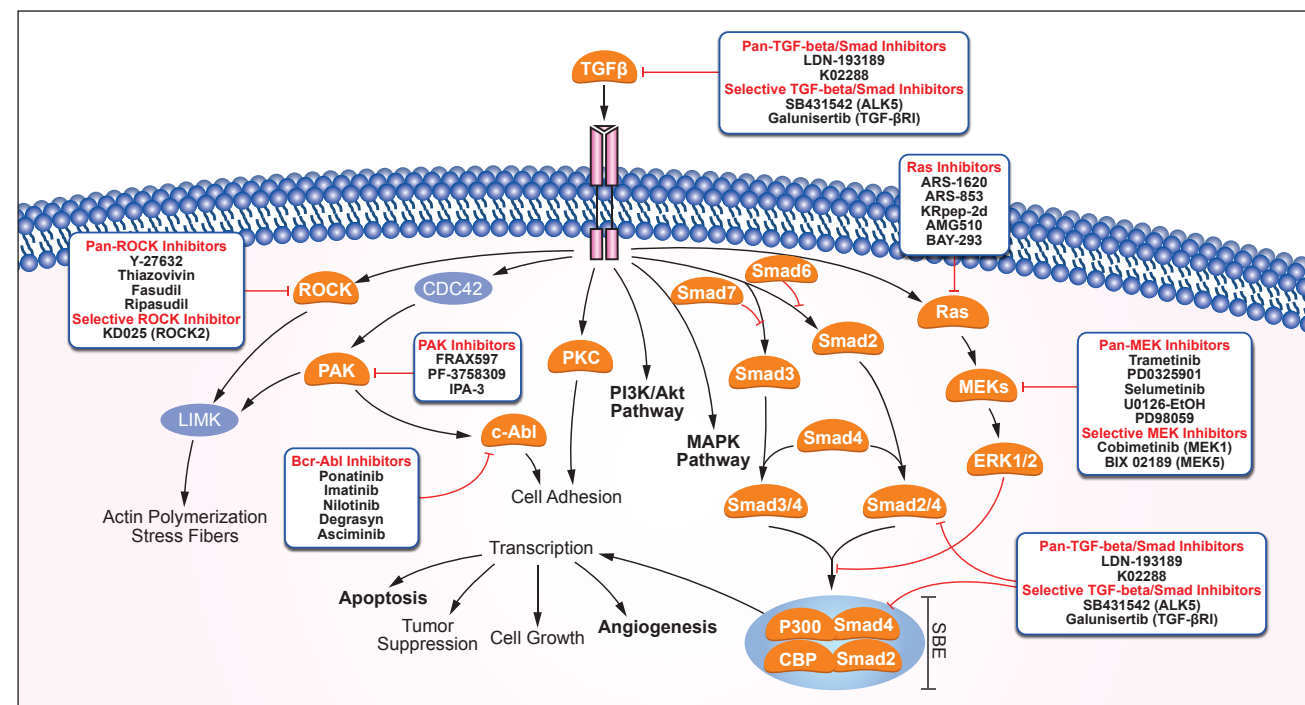 TGFβ
Pan-TGF-beta/Smad Inhibitors
LDN-193189
K02288
Selective TGF-beta/Smad Inhibitors
SB431542 (ALK5)
Galunisertib (TGF-βRI)
Ras Inhibitors
ARS-1620
ARS-853
KRpep-2d
AMG510
BAY-293
Pan-ROCK Inhibitors
Y-27632
Thiazovivin
Fasudil
Ripasudil
Selective ROCK Inhibitor
KD025 (ROCK2)
ROCK
CDC42
Smad7
Smad6
Ras
PAK
PAK Inhibitors
FRAX597
PF-3758309
IPA-3
PKC
PI3K/Akt
Pathway
MAPK
Pathway
Smad3
Smad2
MEKs
Pan-MEK Inhibitors
Trametinib
PD0325901
Selumetinib
U0126-EtOH
PD98059
Selective MEK Inhibitors
Cobimetinib (MEK1)
BIX 02189 (MEK5)
LIMK
c-Abl
Smad4
ERK1/2
Bcr-Abl Inhibitors
Ponatinib
Imatinib
Nilotinib
Degrasyn
Asciminib
Cell Adhesion
Smad3/4
Smad2/4
Actin Polymerization
Stress Fibers
Transcription
Apoptosis
Tumor
Suppression
Cell Growth
Angiogenesis
P300
Smad4
CBP
Smad2
SBE
Pan-TGF-beta/Smad Inhibitors
LDN-193189
K02288
Selective TGF-beta/Smad Inhibitors
SB431542 (ALK5)
Galunisertib (TGF-βRI)